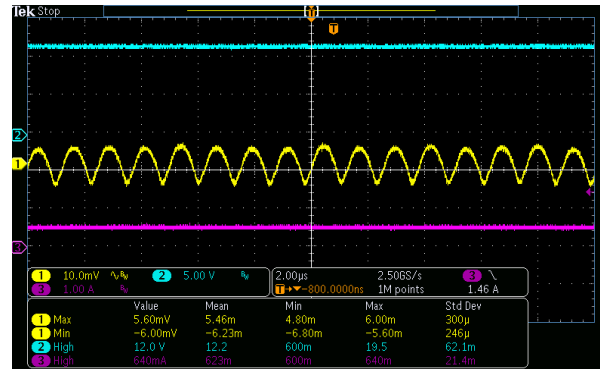 Tek Stop
T
T
2
1
3
1 10.0mV ∿ BW 2 5.00 V BW
3 1.00 A BW
2.00µs 2.50GS/s 3 \
T→▼−800.0000ns 1M points 1.46 A
Value Mean Min Max Std Dev
1 Max 5.60mV 5.46m 4.80m 6.00m 300µ
1 Min −6.00mV −6.23m −6.80m −5.60m 246µ
2 High 12.0 V 12.2 600m 19.5 62.1m
3 High 640mA 623m 600m 640m 21.4m